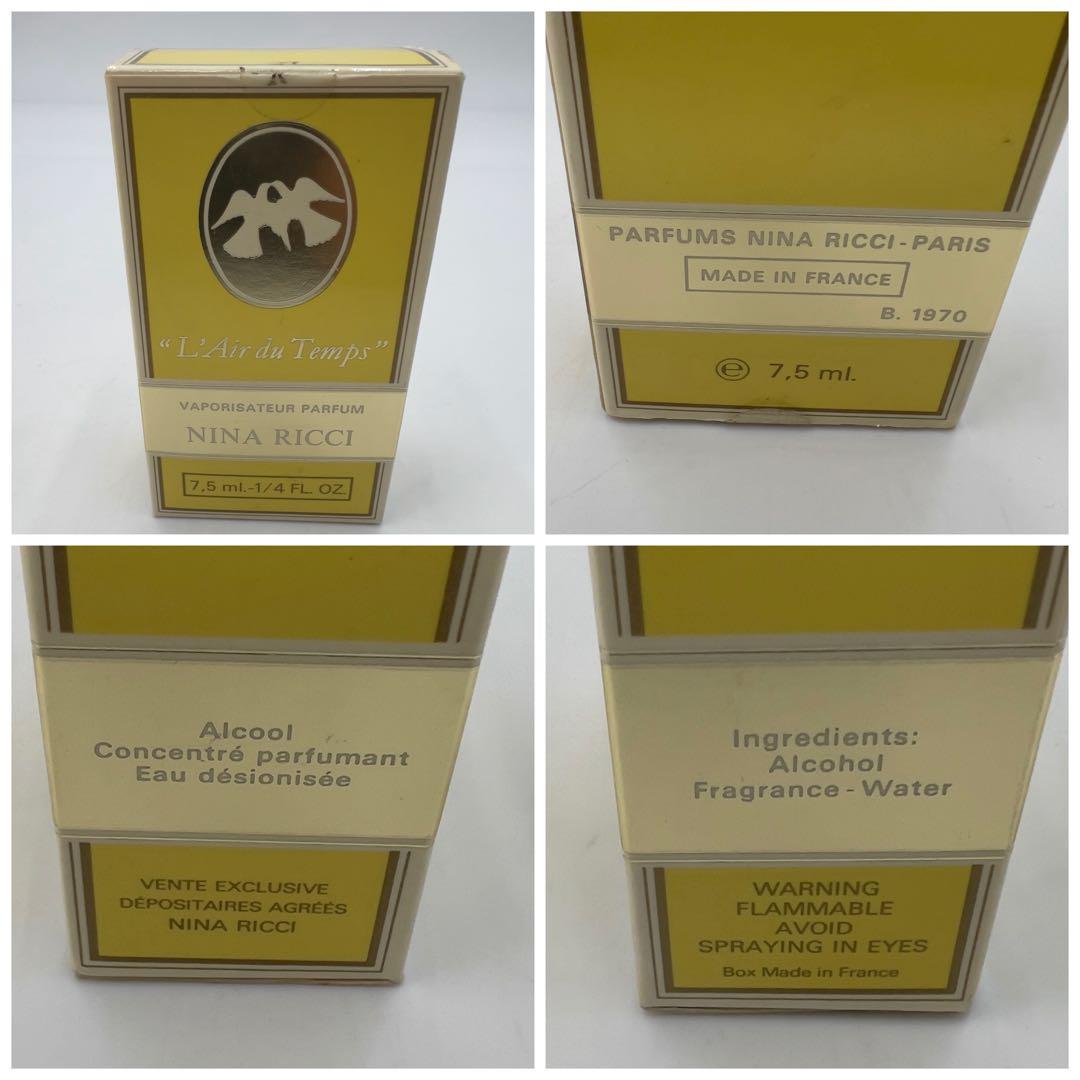 "L'Air du Temps"
VAPORISATEUR PARFUM
NINA RICCI
7,5 ml.-1/4 FL. OZ.
PARFUMS NINA RICCI-PARIS
MADE IN FRANCE
B. 1970
℮ 7,5 ml.
Alcool
Concentré parfumant
Eau désionisée
VENTE EXCLUSIVE
DÉPOSITAIRES AGRÉÉS
NINA RICCI
Ingredients:
Alcohol
Fragrance-Water
WARNING
FLAMMABLE
AVOID
SPRAYING IN EYES
Box Made in France